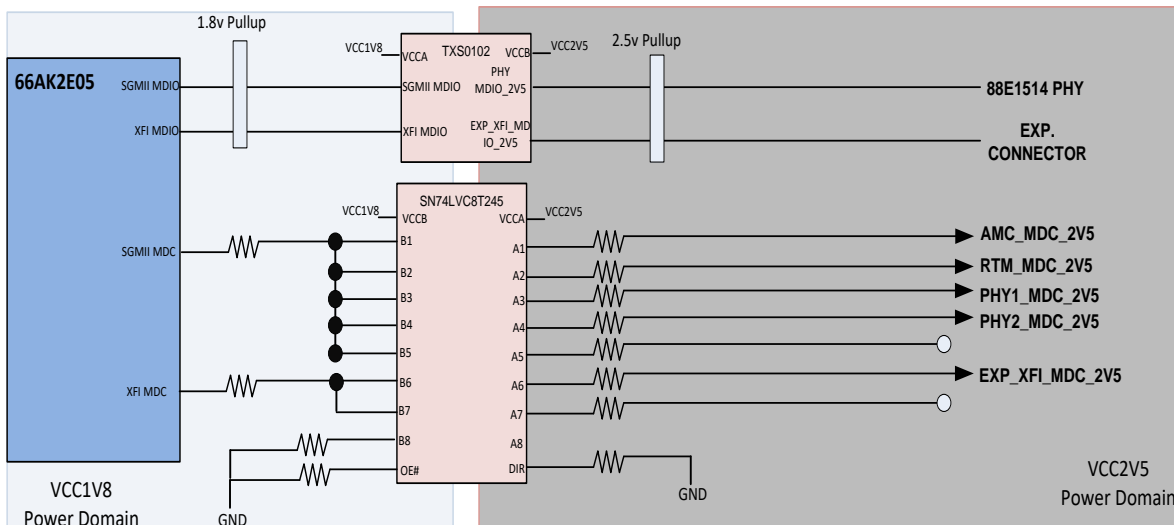 1.8v Pullup
66AK2E05
SGMII MDIO
XFI MDIO
SGMII MDC
XFI MDC
VCC1V8
TXS0102
VCCA
VCCB
VCC2V5
SGMII MDIO
PHY
MDIO_2V5
XFI MDIO
EXP_XFI_MD
IO_2V5
2.5v Pullup
88E1514 PHY
EXP.
CONNECTOR
SN74LVC8T245
VCC1V8
VCCB
VCCA
VCC2V5
B1
B2
B3
B4
B5
B6
B7
B8
OE#
A1
A2
A3
A4
A5
A6
A7
A8
DIR
AMC_MDC_2V5
RTM_MDC_2V5
PHY1_MDC_2V5
PHY2_MDC_2V5
EXP_XFI_MDC_2V5
GND
GND
VCC1V8
Power Domain
VCC2V5
Power Domain